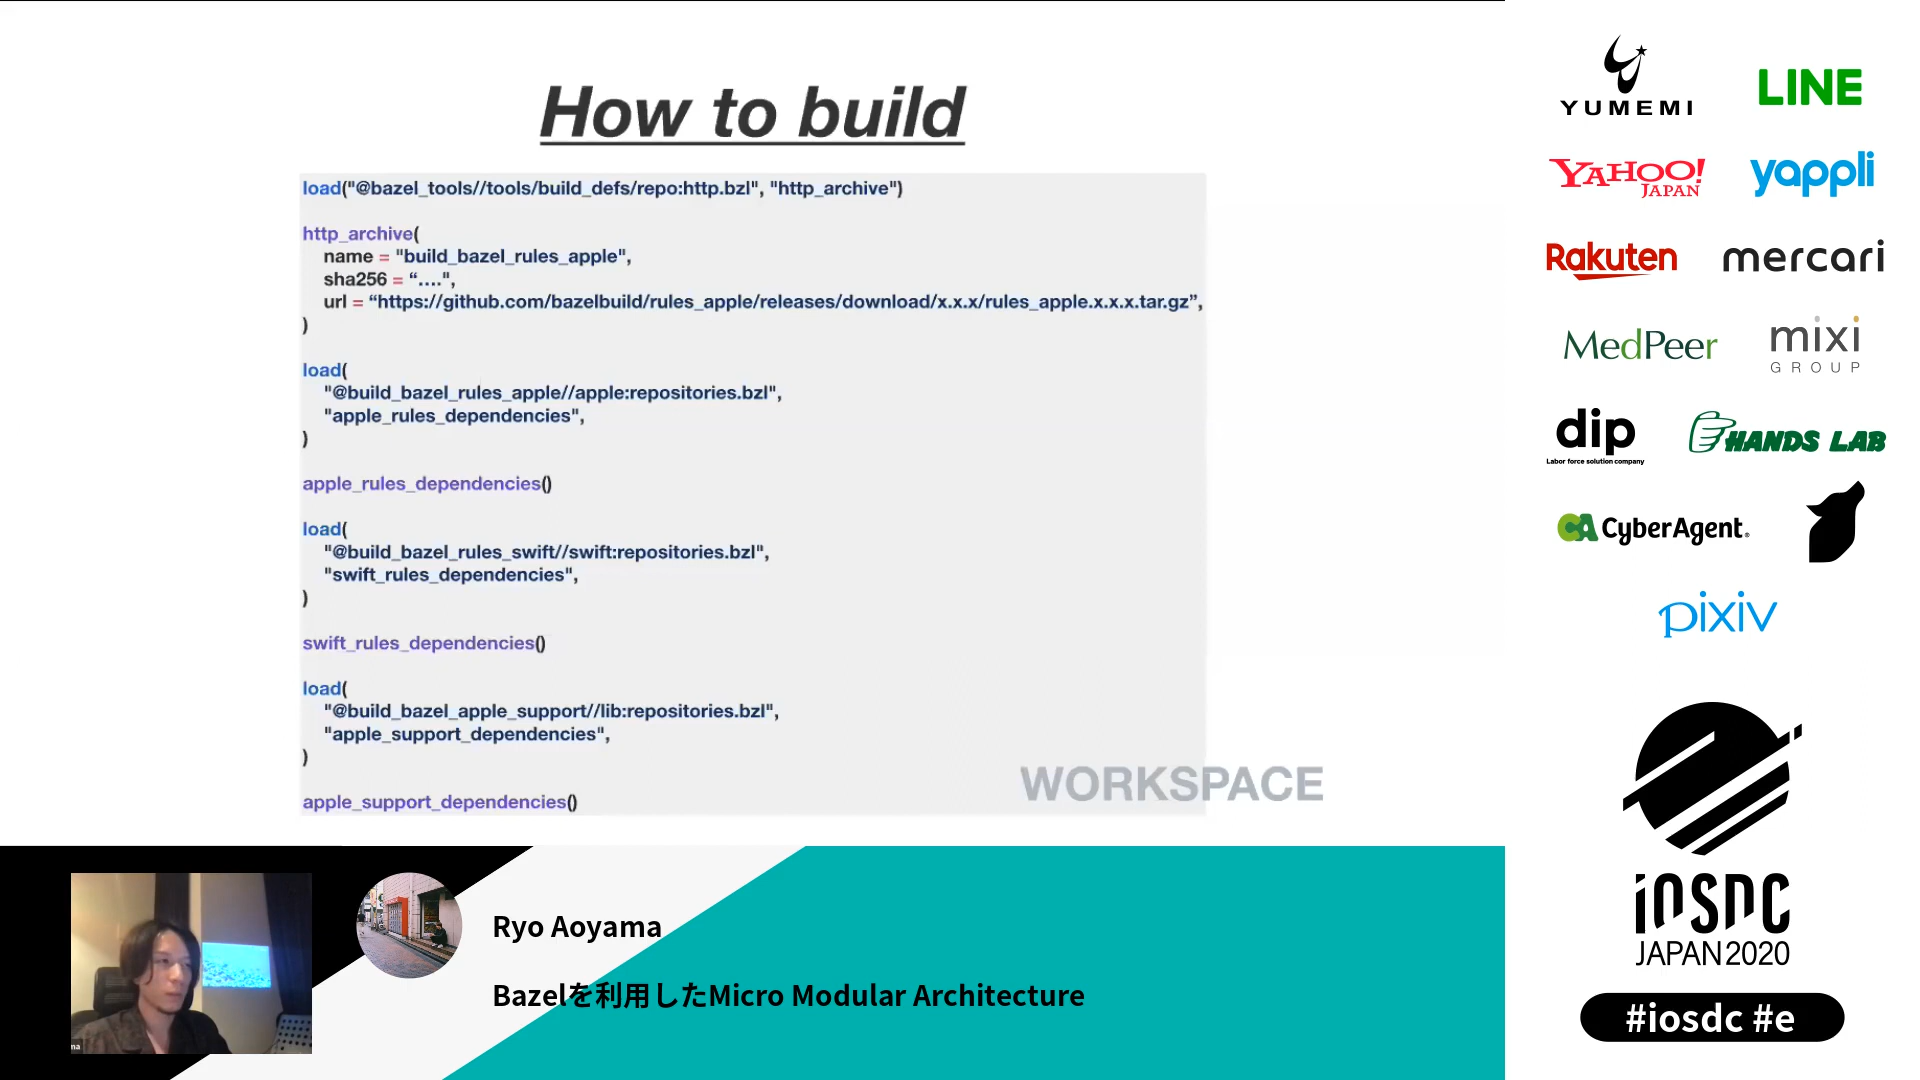 How to build
load("@bazel_tools//tools/build_defs/repo:http.bzl", "http_archive")
http_archive(
name = "build_bazel_rules_apple",
sha256 = “....",
url = “https://github.com/bazelbuild/rules_apple/releases/download/x.x.x/rules_apple.x.x.x.tar.gz”,
)
load(
"@build_bazel_rules_apple//apple:repositories.bzl",
"apple_rules_dependencies",
)
apple_rules_dependencies()
load(
"@build_bazel_rules_swift//swift:repositories.bzl",
"swift_rules_dependencies",
)
swift_rules_dependencies()
load(
"@build_bazel_apple_support//lib:repositories.bzl",
"apple_support_dependencies",
)
apple_support_dependencies()
WORKSPACE
ma
Ryo Aoyama
Bazelを利用したMicro Modular Architecture
YUMEMI
LINE
YAHOO!
JAPAN
yappli
Rakuten
mercari
MedPeer
mixi
GROUP
dip
Labor force solution company
HANDS LAB
CA CyberAgent.
pixiv
iOSDC
JAPAN2020
#iosdc #e